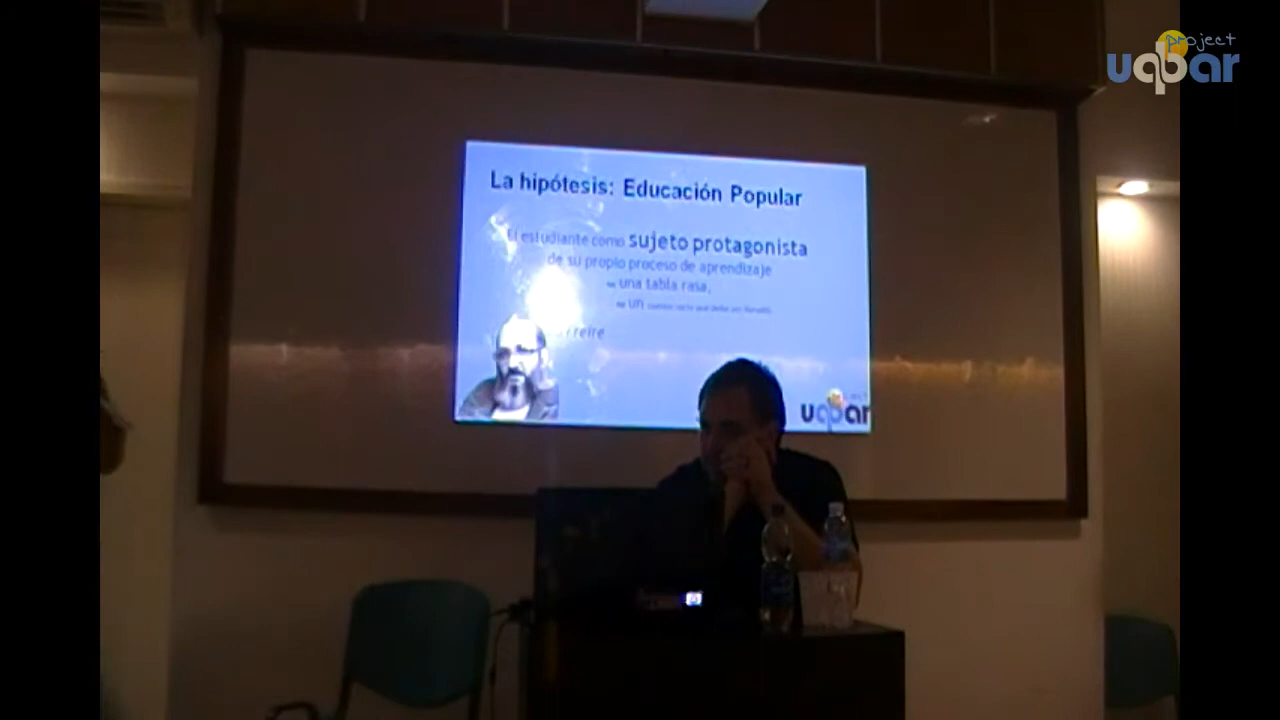 project
uqbar
La hipótesis: Educación Popular
El estudiante como sujeto protagonista
de su propio proceso de aprendizaje
una tabla rasa,
un
Freire
uqbar